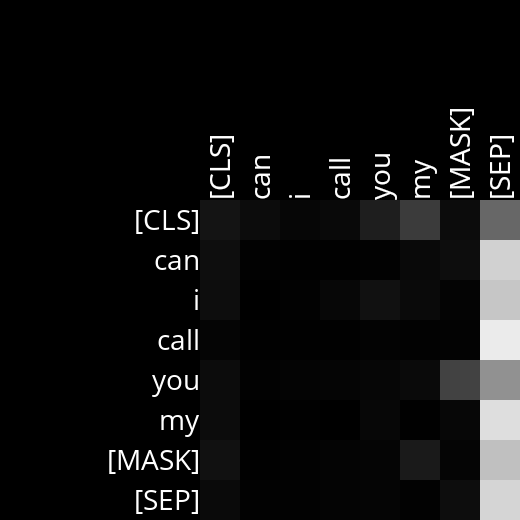 [CLS] can i call you my [MASK] [SEP]
[CLS]
can
i
call
you
my
[MASK]
[SEP]